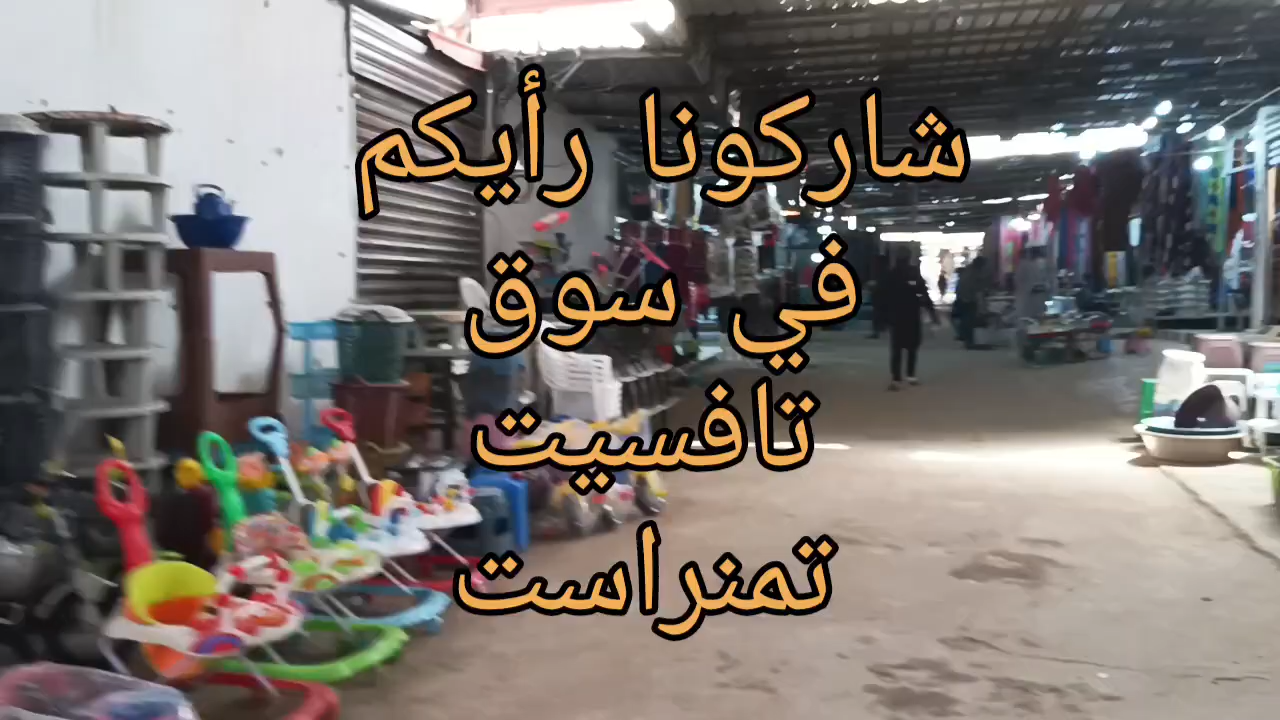 شاركونا رأيكم
في سوق
تافسيت
تمنراست